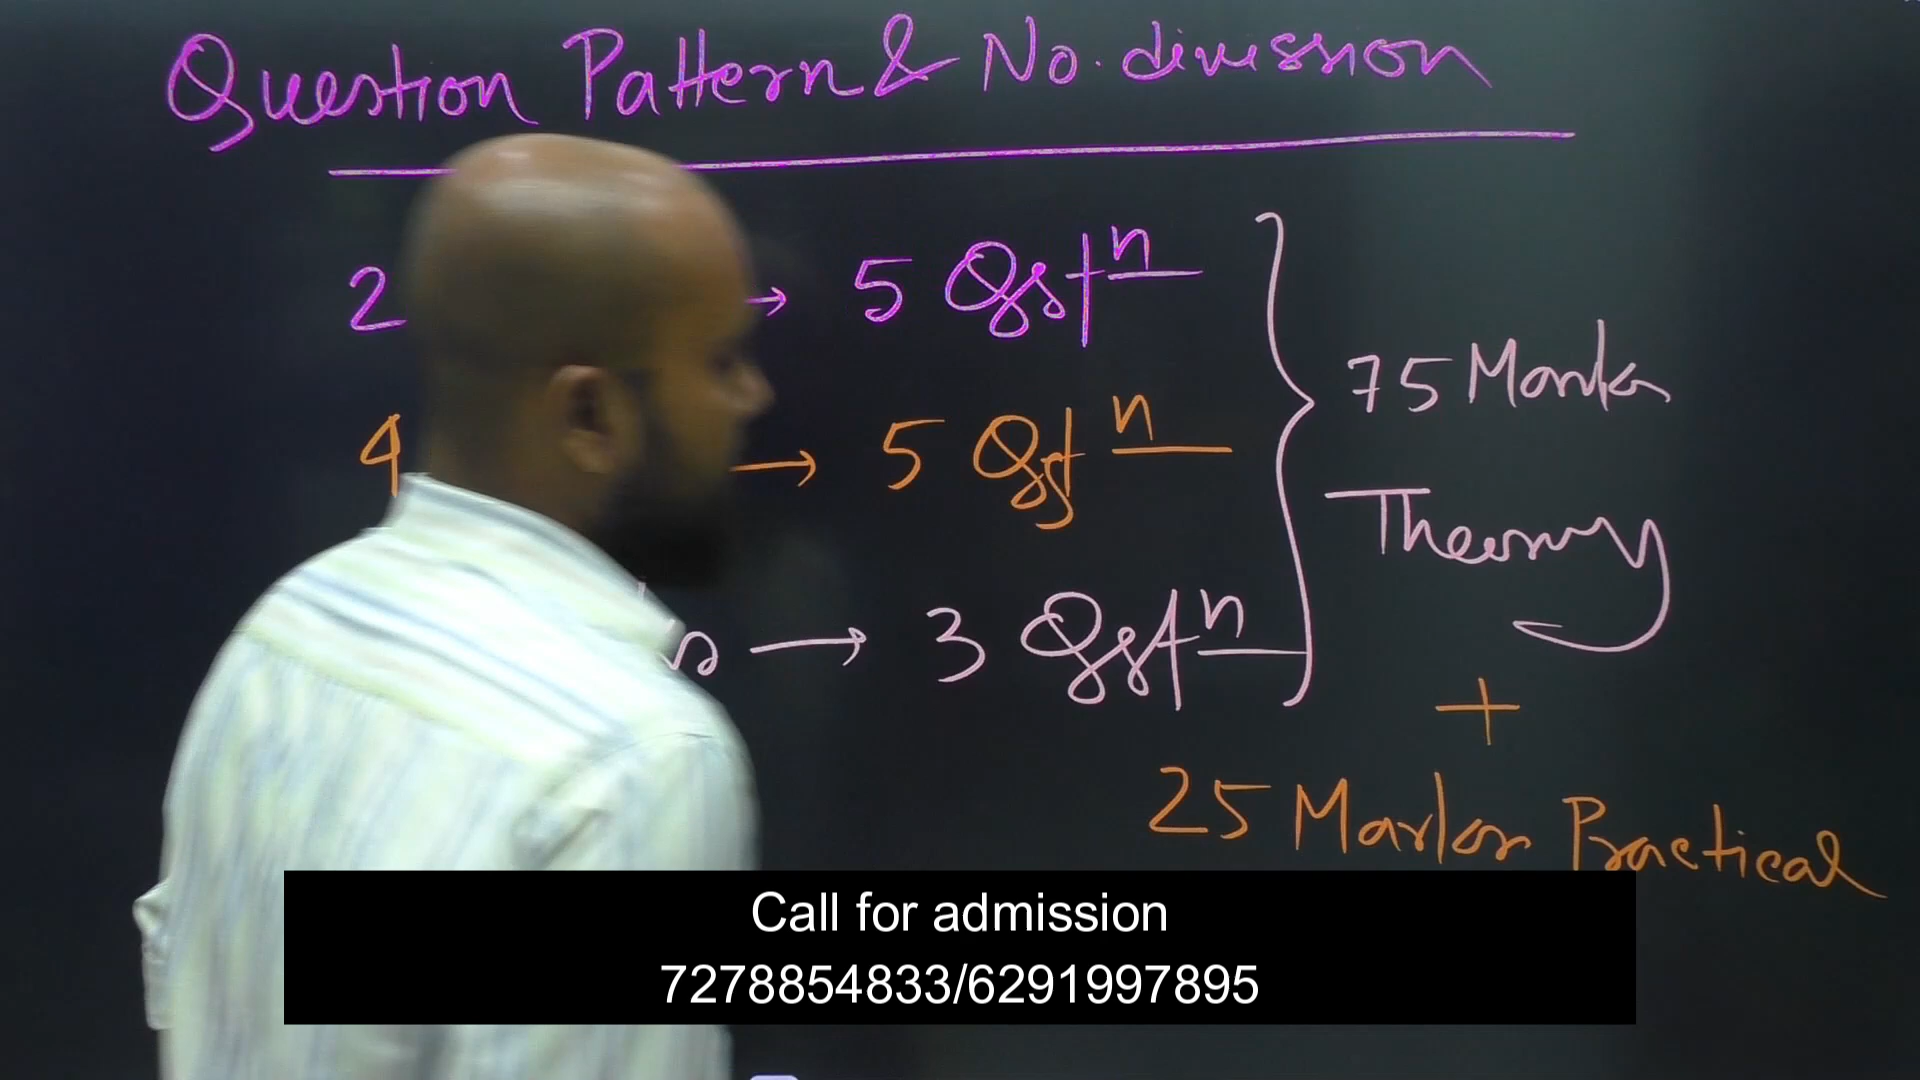 Question Pattern & No. division
2 → 5 Qstn
4 → 5 Qstn
→ 3 Qstn
75 Marks
Theory
+
25 Marks Practical
Call for admission
7278854833/6291997895